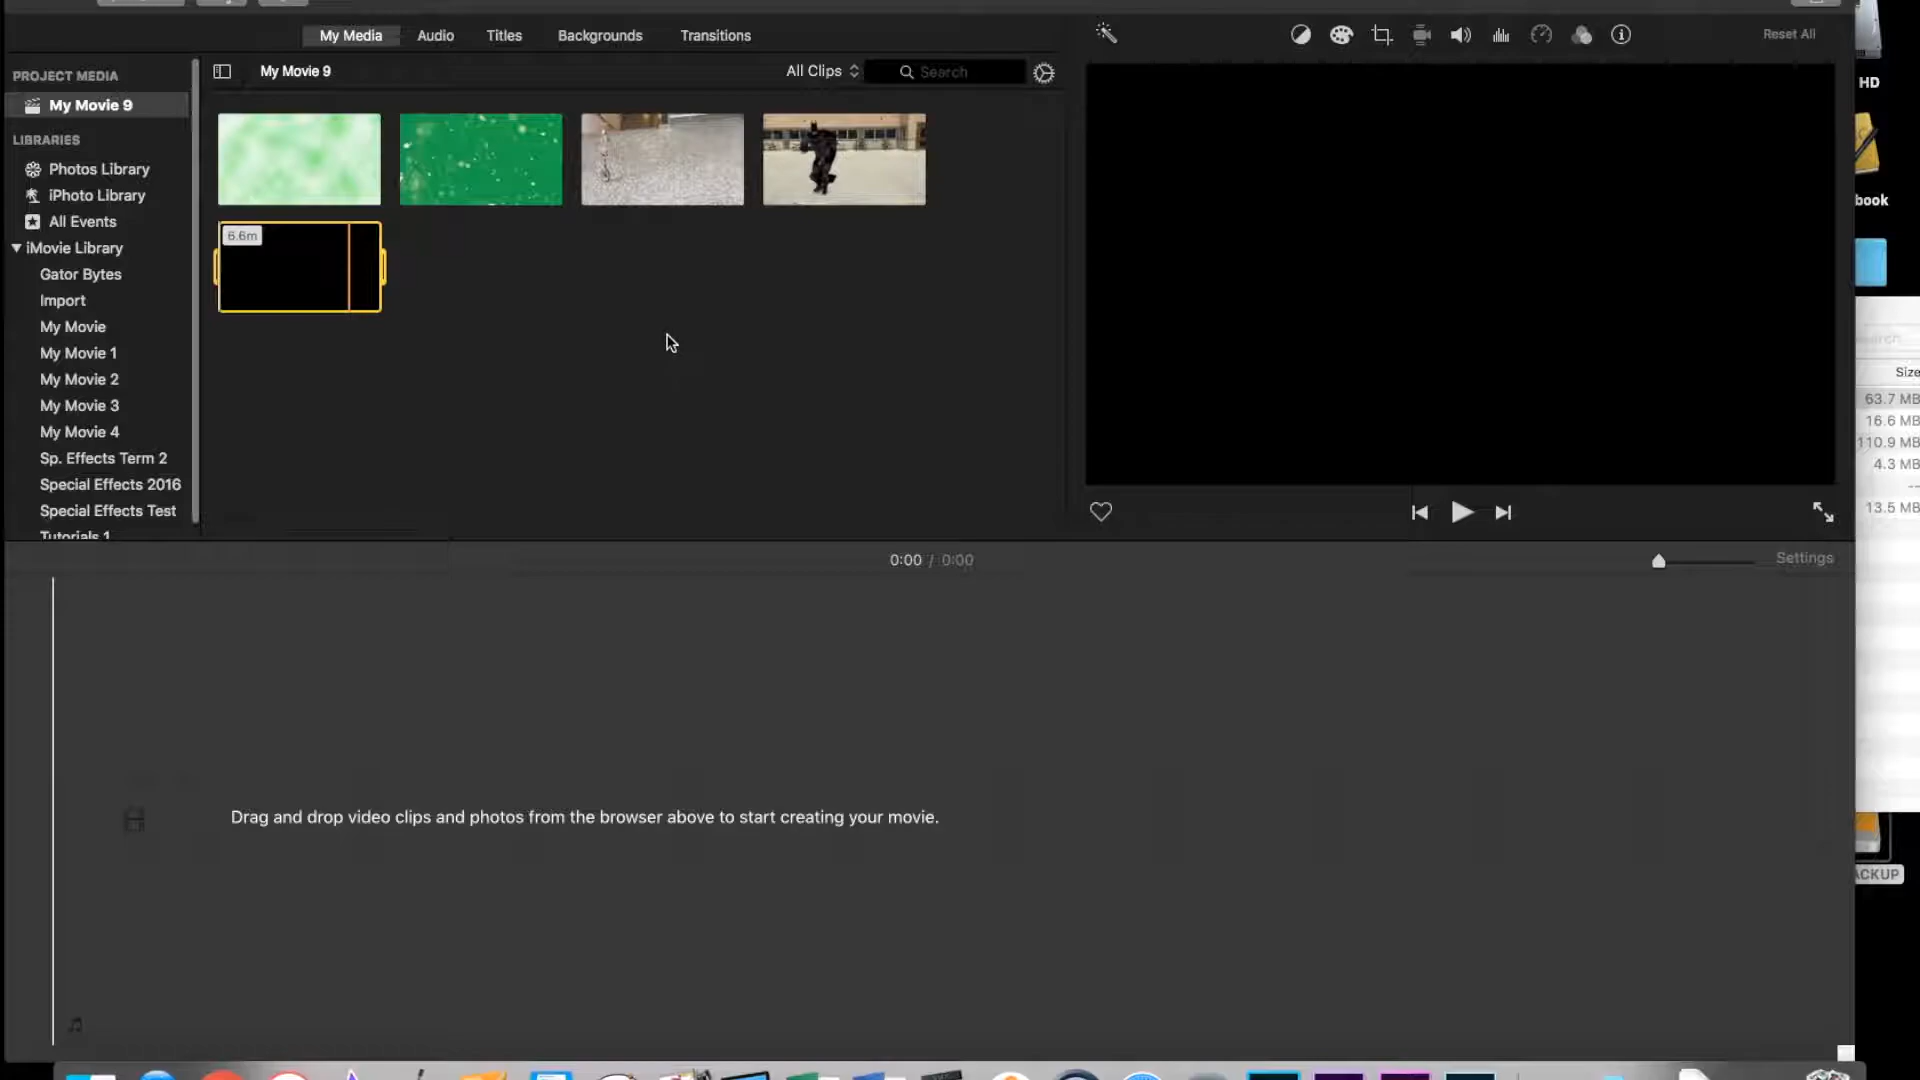 My Media
Audio
Titles
Backgrounds
Transitions
Reset All
PROJECT MEDIA
My Movie 9
LIBRARIES
Photos Library
iPhoto Library
All Events
iMovie Library
Gator Bytes
Import
My Movie
My Movie 1
My Movie 2
My Movie 3
My Movie 4
Sp. Effects Term 2
Special Effects 2016
Special Effects Test
Tutorials 1
My Movie 9
All Clips
Search
6.6m
0:00 / 0:00
Settings
Drag and drop video clips and photos from the browser above to start creating your movie.
HD
book
Size
63.7 MB
16.6 MB
110.9 MB
4.3 MB
--
13.5 MB
ACKUP